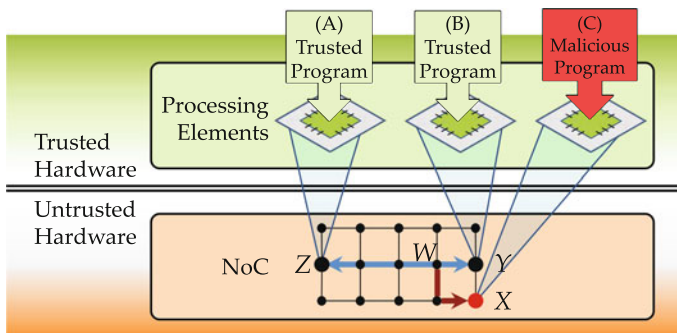 (A)
Trusted
Program
(B)
Trusted
Program
(C)
Malicious
Program
Processing
Elements
Trusted
Hardware
Untrusted
Hardware
NoC
Z
W
Y
X